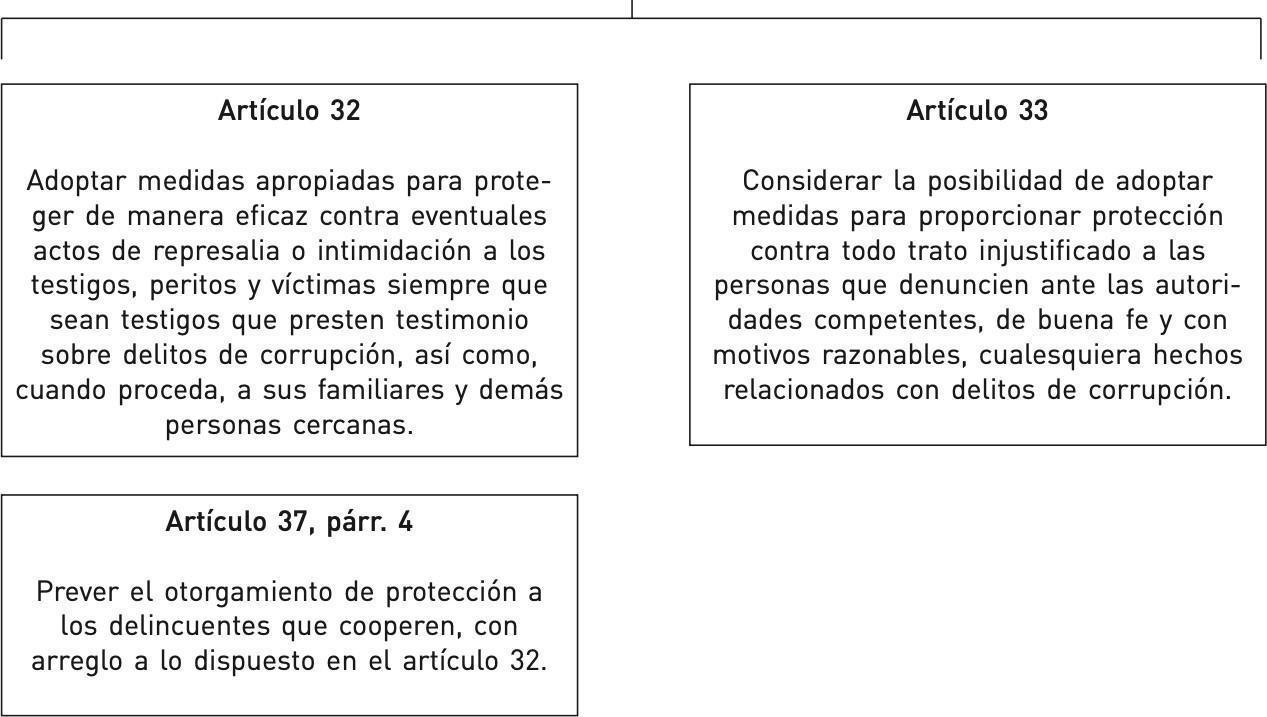 Artículo 32
Adoptar medidas apropiadas para prote-
ger de manera eficaz contra eventuales
actos de represalia o intimidación a los
testigos, peritos y víctimas siempre que
sean testigos que presten testimonio
sobre delitos de corrupción, así como,
cuando proceda, a sus familiares y demás
personas cercanas.
Artículo 37, párr. 4
Prever el otorgamiento de protección a
los delincuentes que cooperen, con
arreglo a lo dispuesto en el artículo 32.
Artículo 33
Considerar la posibilidad de adoptar
medidas para proporcionar protección
contra todo trato injustificado a las
personas que denuncien ante las autori-
dades competentes, de buena fe y con
motivos razonables, cualesquiera hechos
relacionados con delitos de corrupción.